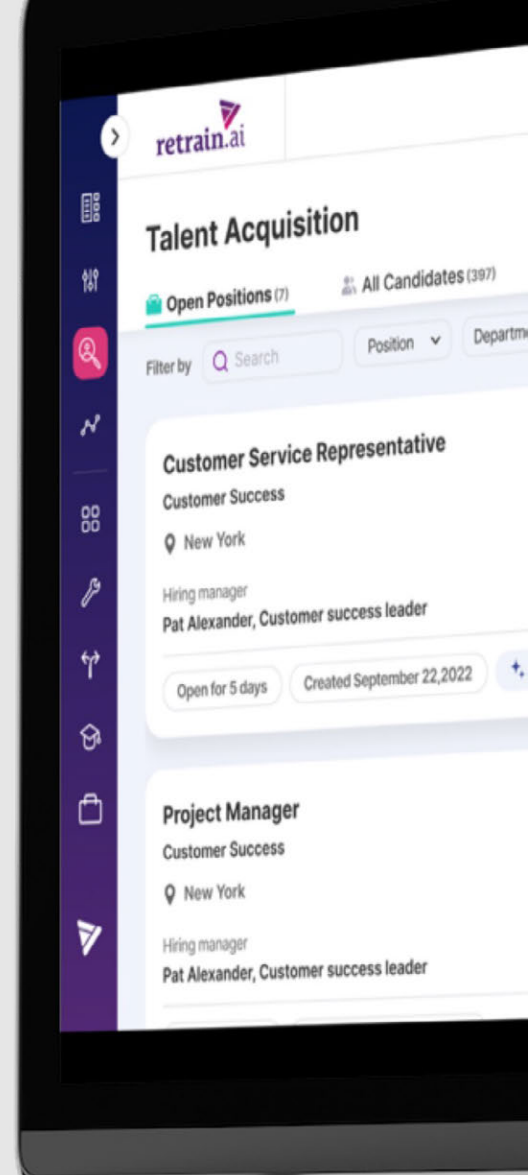 retrain.ai
Talent Acquisition
Open Positions (7) All Candidates (397)
Filter by Search Position
Customer Service Representative
Customer Success
New York
Hiring manager
Pat Alexander, Customer success leader
Open for 5 days Created September 22,2022
Project Manager
Customer Success
New York
Hiring manager
Pat Alexander, Customer success leader